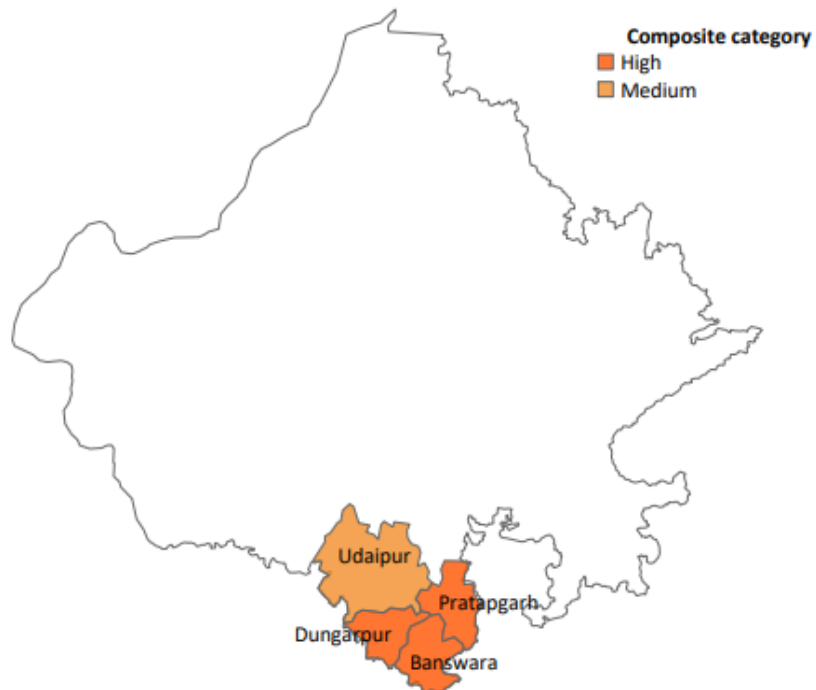 Composite category
High
Medium
Udaipur
Pratapgarh
Dungarpur
Banswara